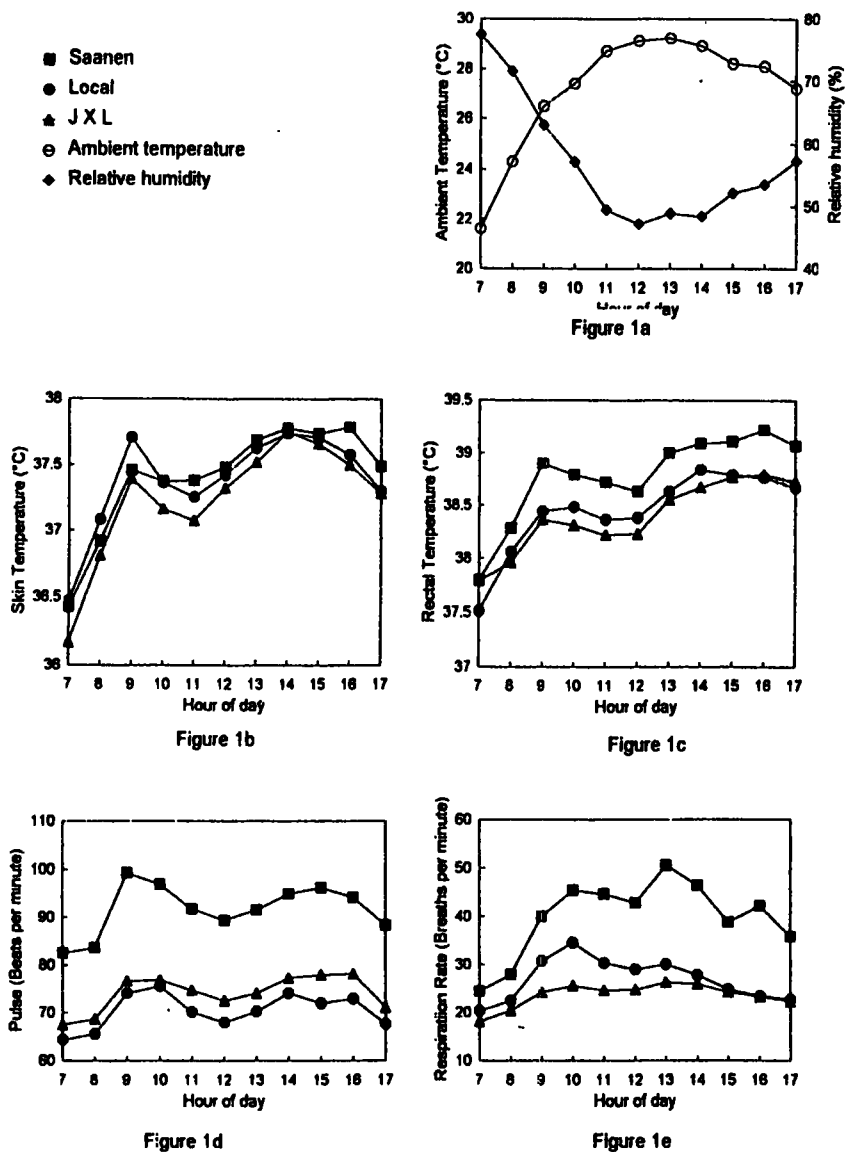 Saanen
Local
J X L
Ambient temperature
Relative humidity
Ambient Temperature (°C)
30
28
26
24
22
20
80
70
60
50
40
Relative humidity (%)
7 8 9 10 11 12 13 14 15 16 17
Hour of day
Figure 1a
Skin Temperature (°C)
38
37.5
37
36.5
36
7 8 9 10 11 12 13 14 15 16 17
Hour of day
Figure 1b
Rectal Temperature (°C)
39.5
39
38.5
38
37.5
37
7 8 9 10 11 12 13 14 15 16 17
Hour of day
Figure 1c
Pulse (Beats per minute)
110
100
90
80
70
60
7 8 9 10 11 12 13 14 15 16 17
Hour of day
Figure 1d
Respiratiion Rate (Breaths per minute)
60
50
40
30
20
10
7 8 9 10 11 12 13 14 15 16 17
Hour of day
Figure 1e